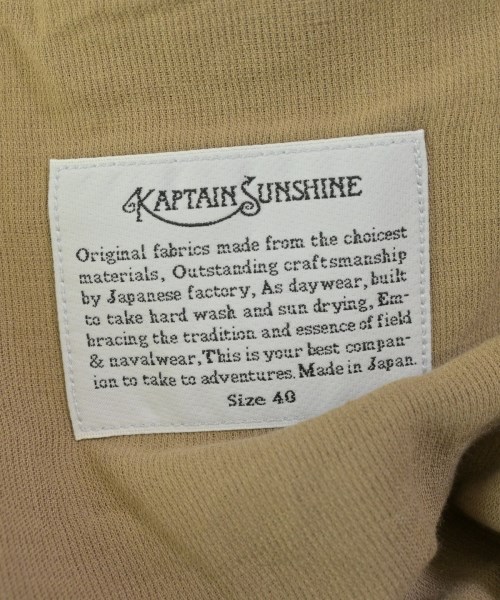 KAPTAIN SUNSHINE
Original fabrics made from the choicest
materials, Outstanding craftsmanship
by Japanese factory, As daywear, built
to take hard wash and sun drying, Em-
bracing the tradition and essence of field
& navalwear, This is your best compan-
ion to take to adventures. Made in Japan.
Size 40